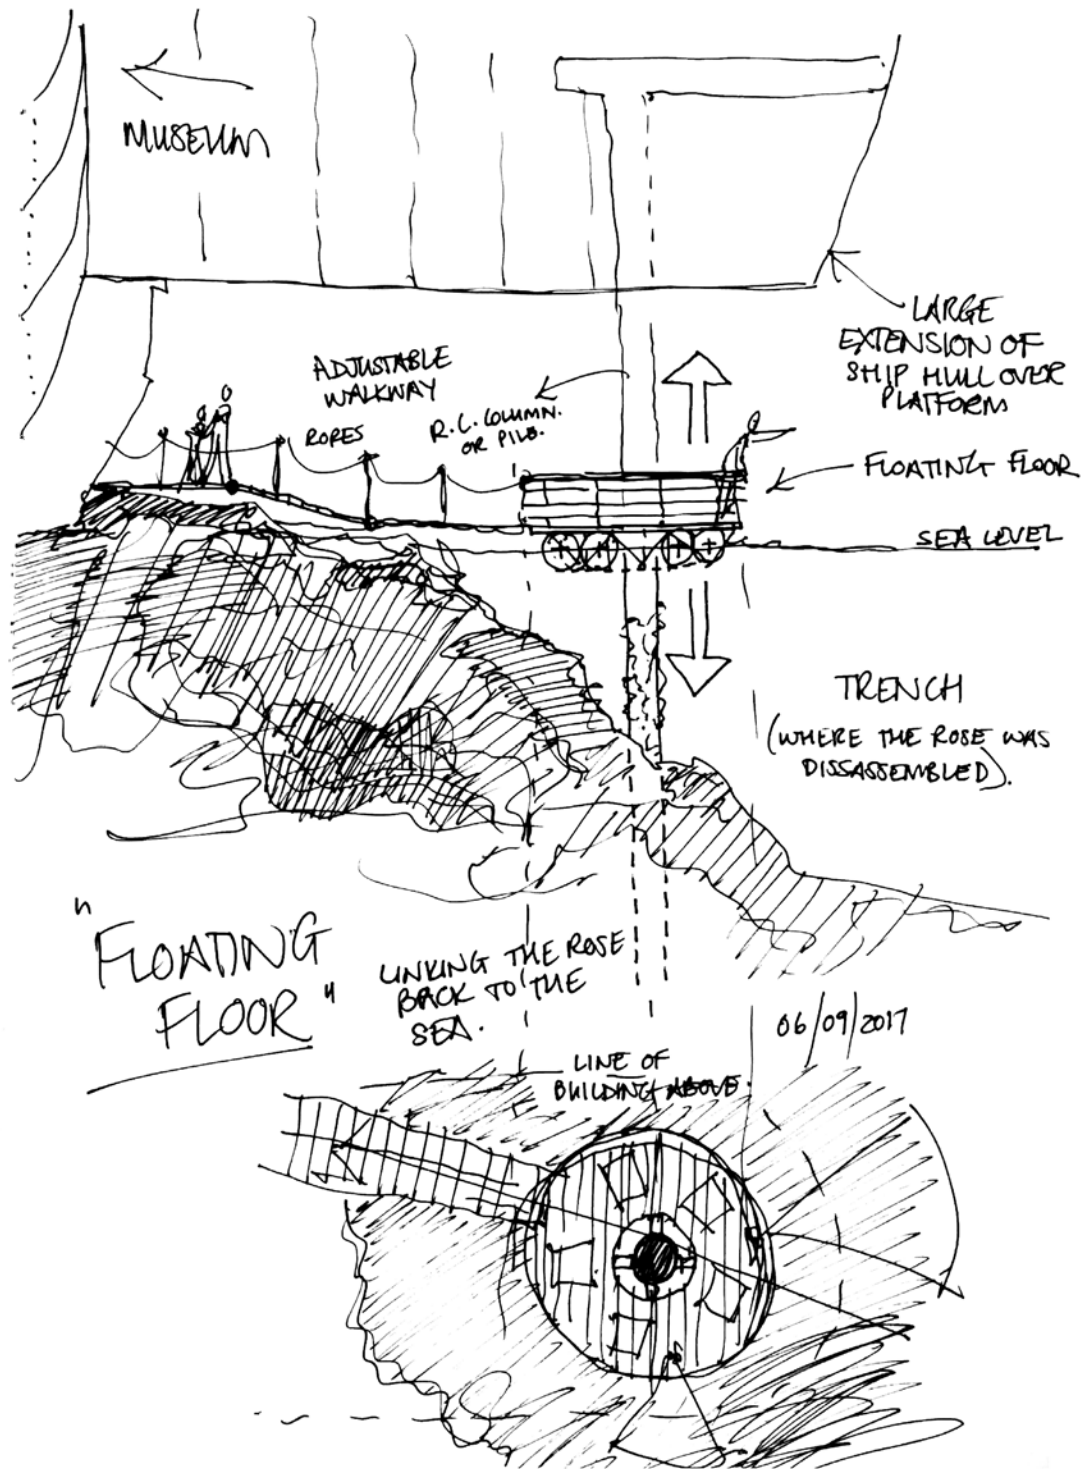 MUSEUM
LARGE
EXTENSION OF
SHIP HULL OVER
PLATFORM
ADJUSTABLE
WALKWAY
ROPES
R.C. COLUMN.
OR PILE.
FLOATING FLOOR
SEA LEVEL
TRENCH
(WHERE THE ROSE WAS
DISSASSEMBLED).
"FLOATING
FLOOR"
LINKING THE ROSE
BACK TO THE
SEA.
06/09/2017
LINE OF
BUILDING ABOVE.